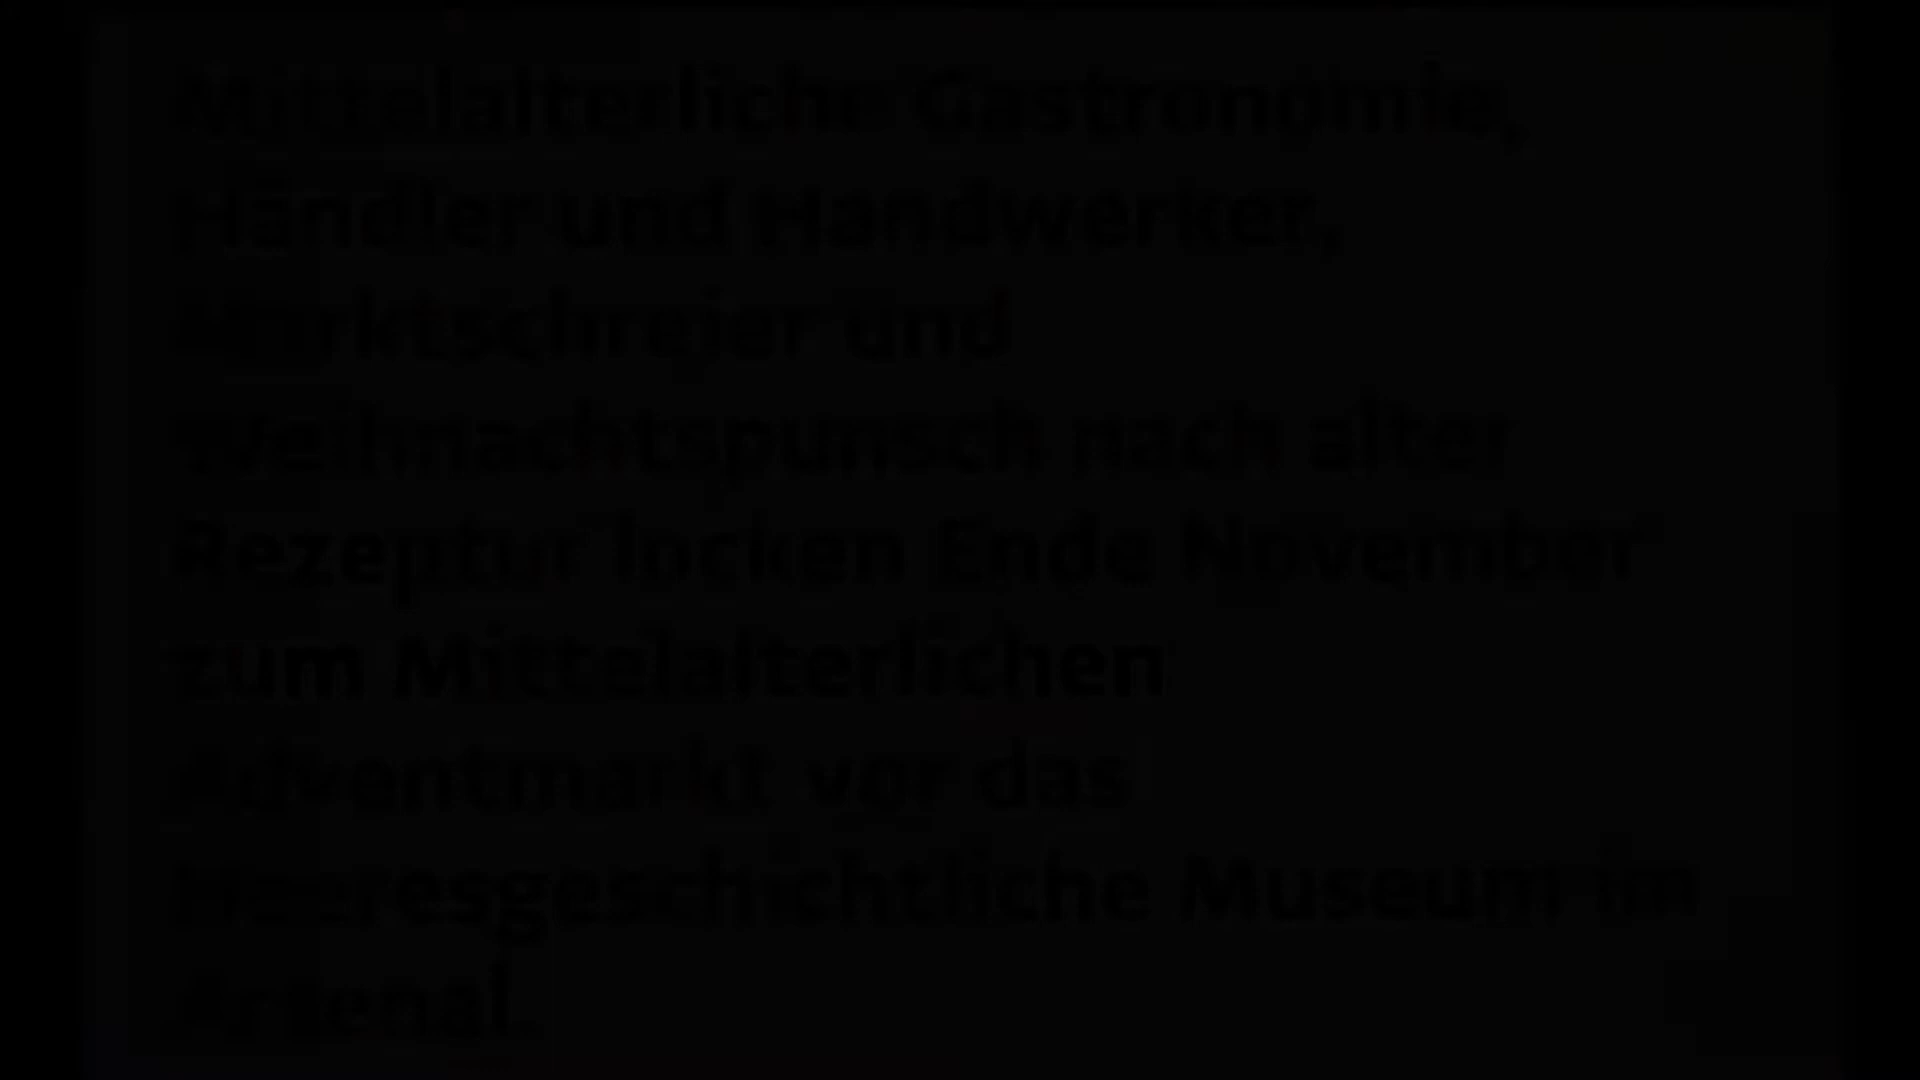 Mittelalterliche Gastronomie,
Händler und Handwerker,
Marktschreier und
Weihnachtspunsch nach alter
Rezeptur locken Ende November
zum Mittelalterlichen
Adventmarkt vor das
Heeresgeschichtliche Museum im
Arsenal.